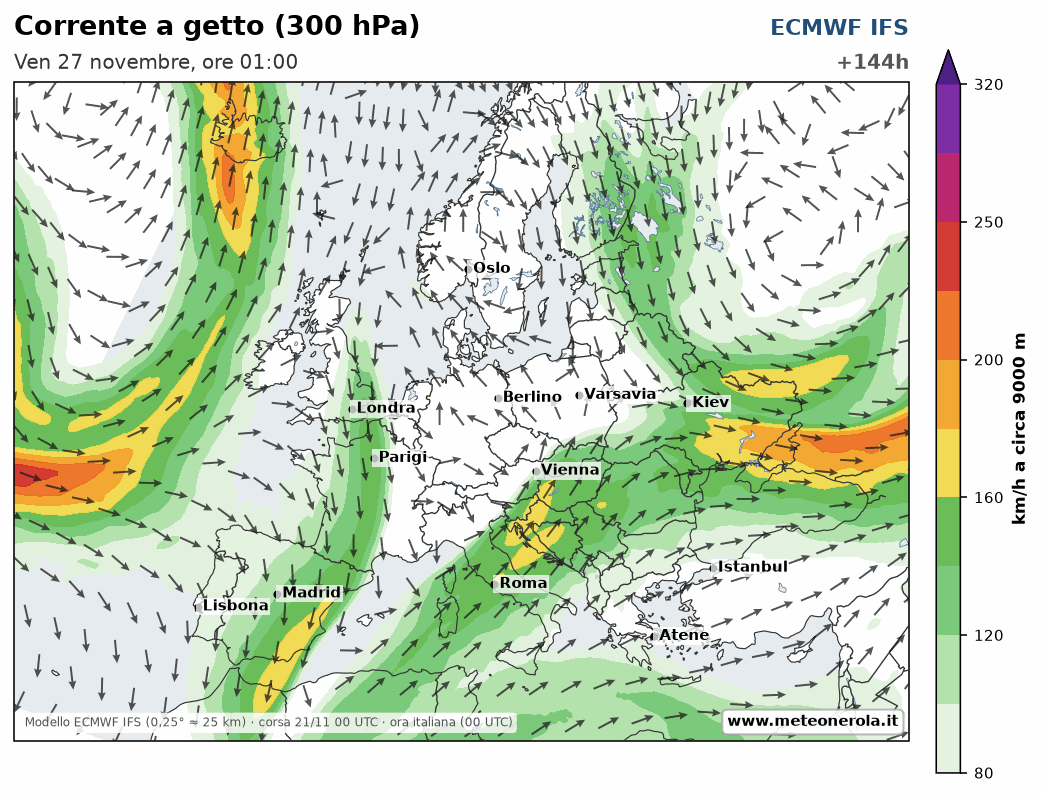 Corrente a getto (300 hPa)
ECMWF IFS
Ven 27 novembre, ore 01:00
+144h
320
250
200
160
120
80
km/h a circa 9000 m
Oslo
Londra
Berlino
Varsavia
Kiev
Parigi
Vienna
Roma
Istanbul
Madrid
Lisbona
Atene
Modello ECMWF IFS (0,25° ≈ 25 km) · corsa 21/11 00 UTC · ora italiana (00 UTC)
www.meteonerola.it